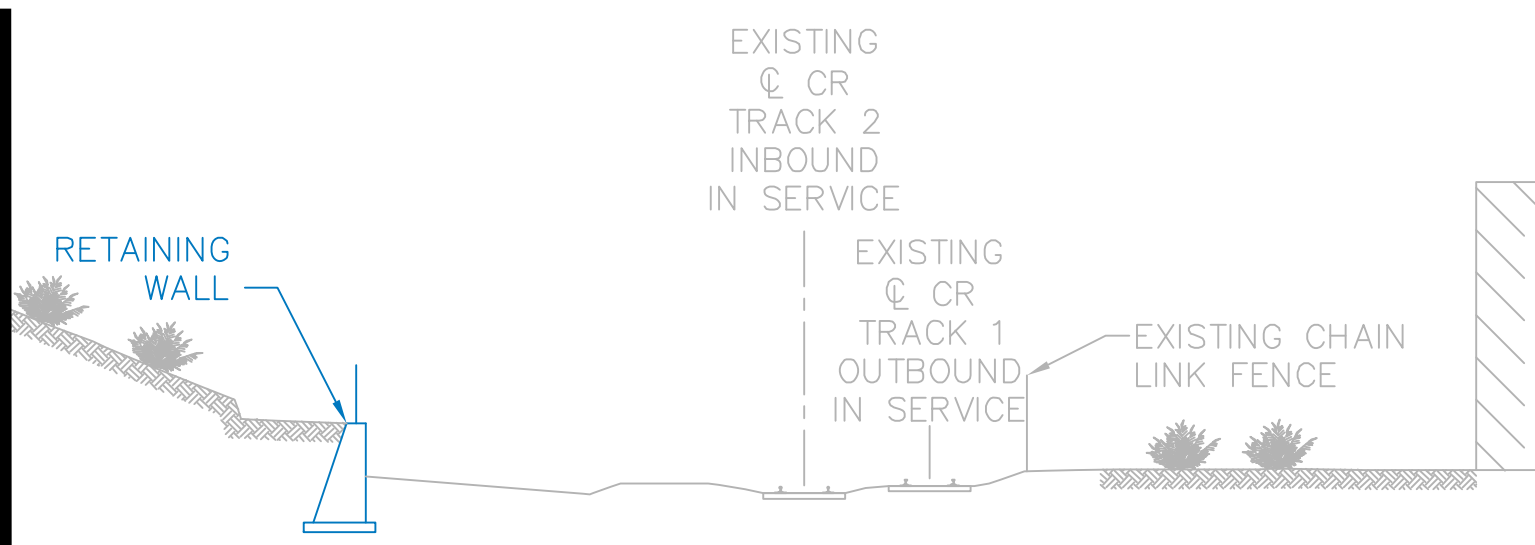 EXISTING
℄ CR
TRACK 2
INBOUND
IN SERVICE
RETAINING
WALL
EXISTING
℄ CR
TRACK 1
OUTBOUND
IN SERVICE
EXISTING CHAIN
LINK FENCE